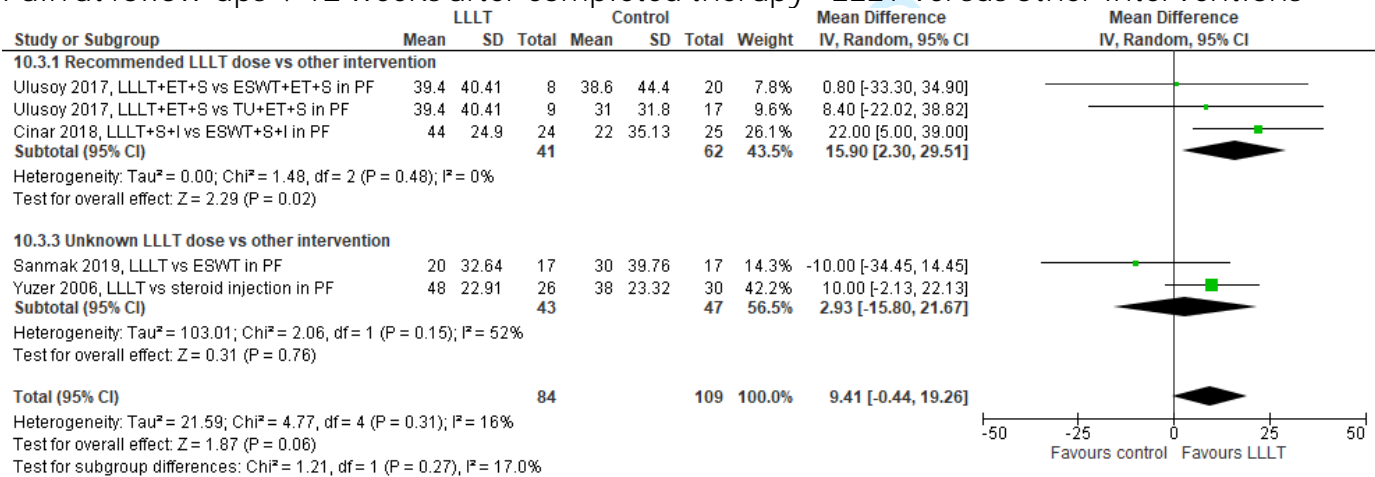 Pain at follow-ups 4-12 weeks after completed therapy - LLLT versus other interventions
LLLT Control Mean Difference Mean Difference
Study or Subgroup Mean SD Total Mean SD Total Weight IV, Random, 95% CI IV, Random, 95% CI
10.3.1 Recommended LLLT dose vs other intervention
Ulusoy 2017, LLLT+ET+S vs ESWT+ET+S in PF 39.4 40.41 8 38.6 44.4 20 7.8% 0.80 [-33.30, 34.90]
Ulusoy 2017, LLLT+ET+S vs TU+ET+S in PF 39.4 40.41 9 31 31.8 17 9.6% 8.40 [-22.02, 38.82]
Cinar 2018, LLLT+S+I vs ESWT+S+I in PF 44 24.9 24 22 35.13 25 26.1% 22.00 [5.00, 39.00]
Subtotal (95% CI) 41 62 43.5% 15.90 [2.30, 29.51]
Heterogeneity: Tau² = 0.00; Chi² = 1.48, df = 2 (P = 0.48); I² = 0%
Test for overall effect: Z = 2.29 (P = 0.02)
10.3.3 Unknown LLLT dose vs other intervention
Sanmak 2019, LLLT vs ESWT in PF 20 32.64 17 30 39.76 17 14.3% -10.00 [-34.45, 14.45]
Yuzer 2006, LLLT vs steroid injection in PF 48 22.91 26 38 23.32 30 42.2% 10.00 [-2.13, 22.13]
Subtotal (95% CI) 43 47 56.5% 2.93 [-15.80, 21.67]
Heterogeneity: Tau² = 103.01; Chi² = 2.06, df = 1 (P = 0.15); I² = 52%
Test for overall effect: Z = 0.31 (P = 0.76)
Total (95% CI) 84 109 100.0% 9.41 [-0.44, 19.26]
Heterogeneity: Tau² = 21.59; Chi² = 4.77, df = 4 (P = 0.31); I² = 16%
Test for overall effect: Z = 1.87 (P = 0.06)
Test for subgroup differences: Chi² = 1.21, df = 1 (P = 0.27), I² = 17.0%
-50 -25 0 25 50
Favours control Favours LLLT